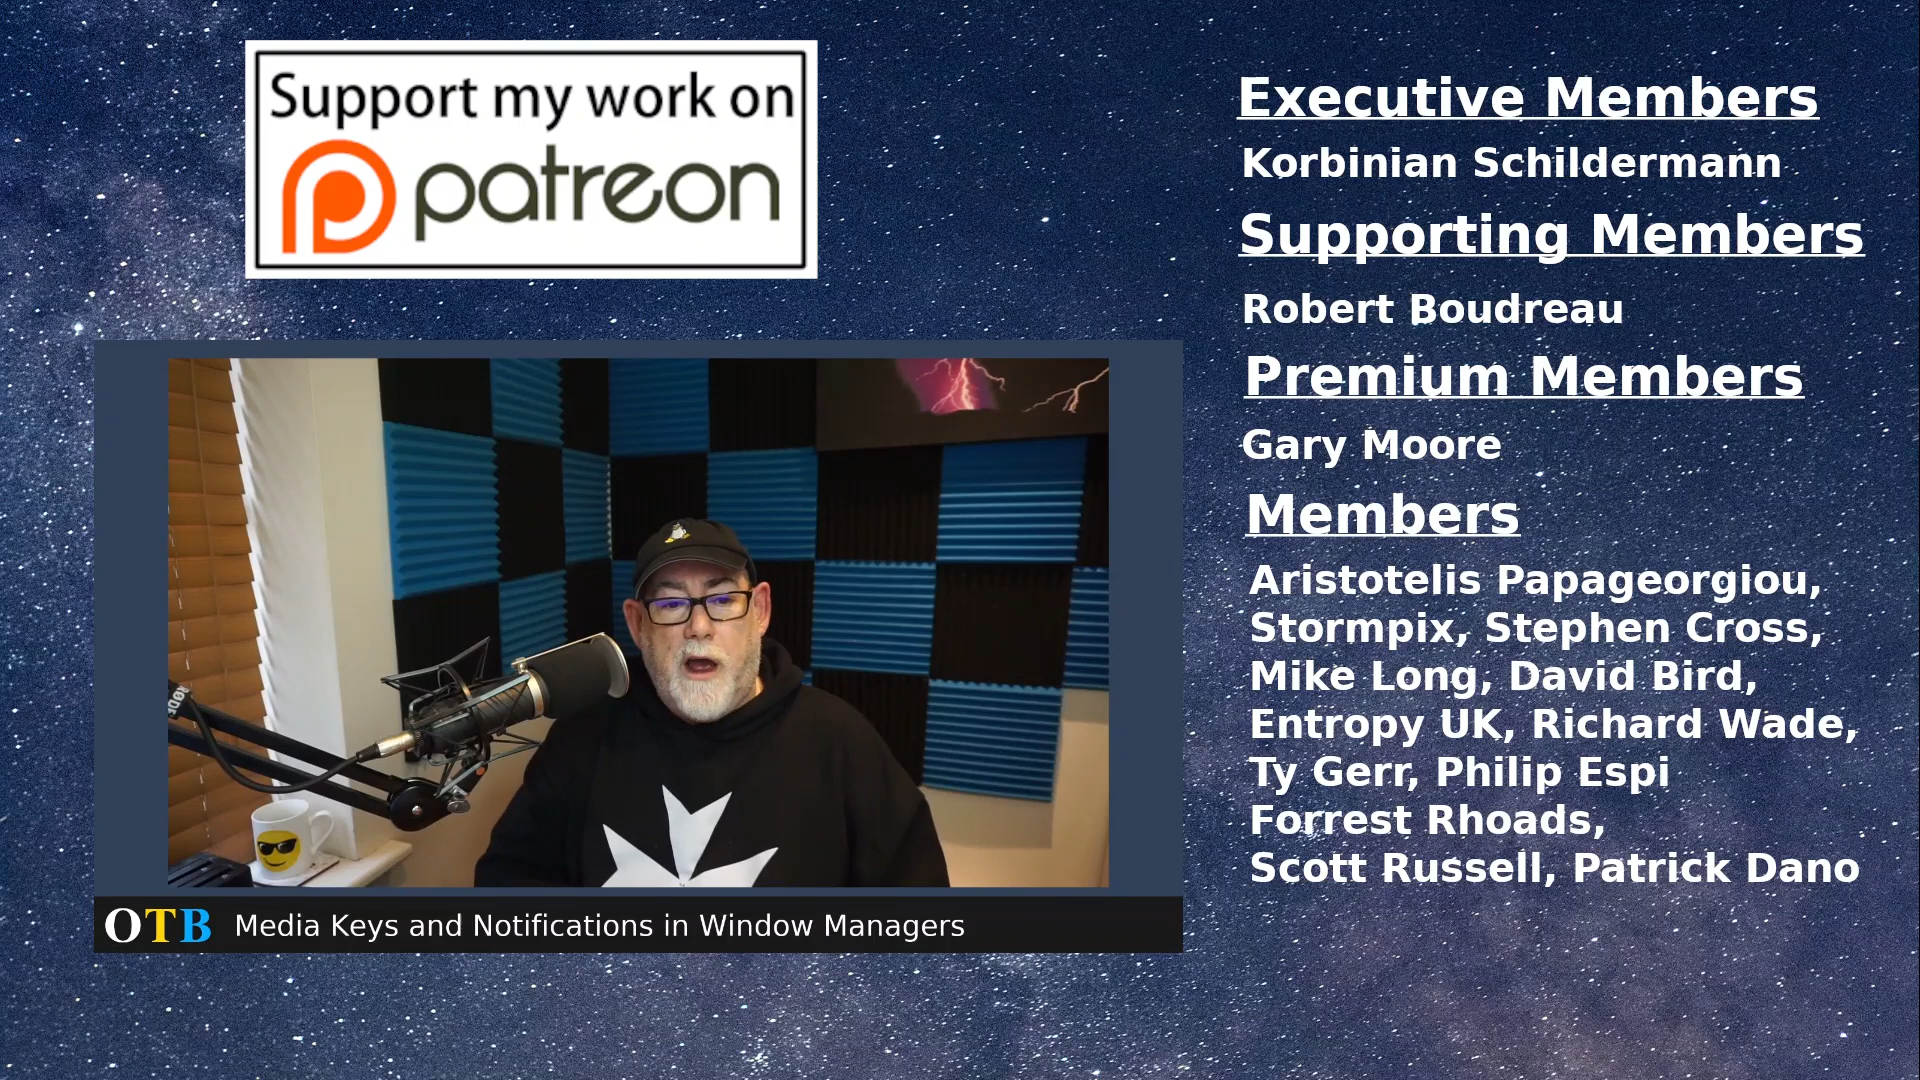 Support my work on
patreon
Executive Members
Korbinian Schildermann
Supporting Members
Robert Boudreau
Premium Members
Gary Moore
Members
Aristotelis Papageorgiou,
Stormpix, Stephen Cross,
Mike Long, David Bird,
Entropy UK, Richard Wade,
Ty Gerr, Philip Espi
Forrest Rhoads,
Scott Russell, Patrick Dano
RØDE
OTB Media Keys and Notifications in Window Managers